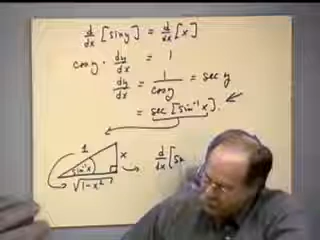 d/dx [sin y] = d/dx [x]
cos y · dy/dx = 1
dy/dx = 1/cos y = sec y
= sec [sin⁻¹ x].
1
x
sin⁻¹x
√1-x²
d/dx [si